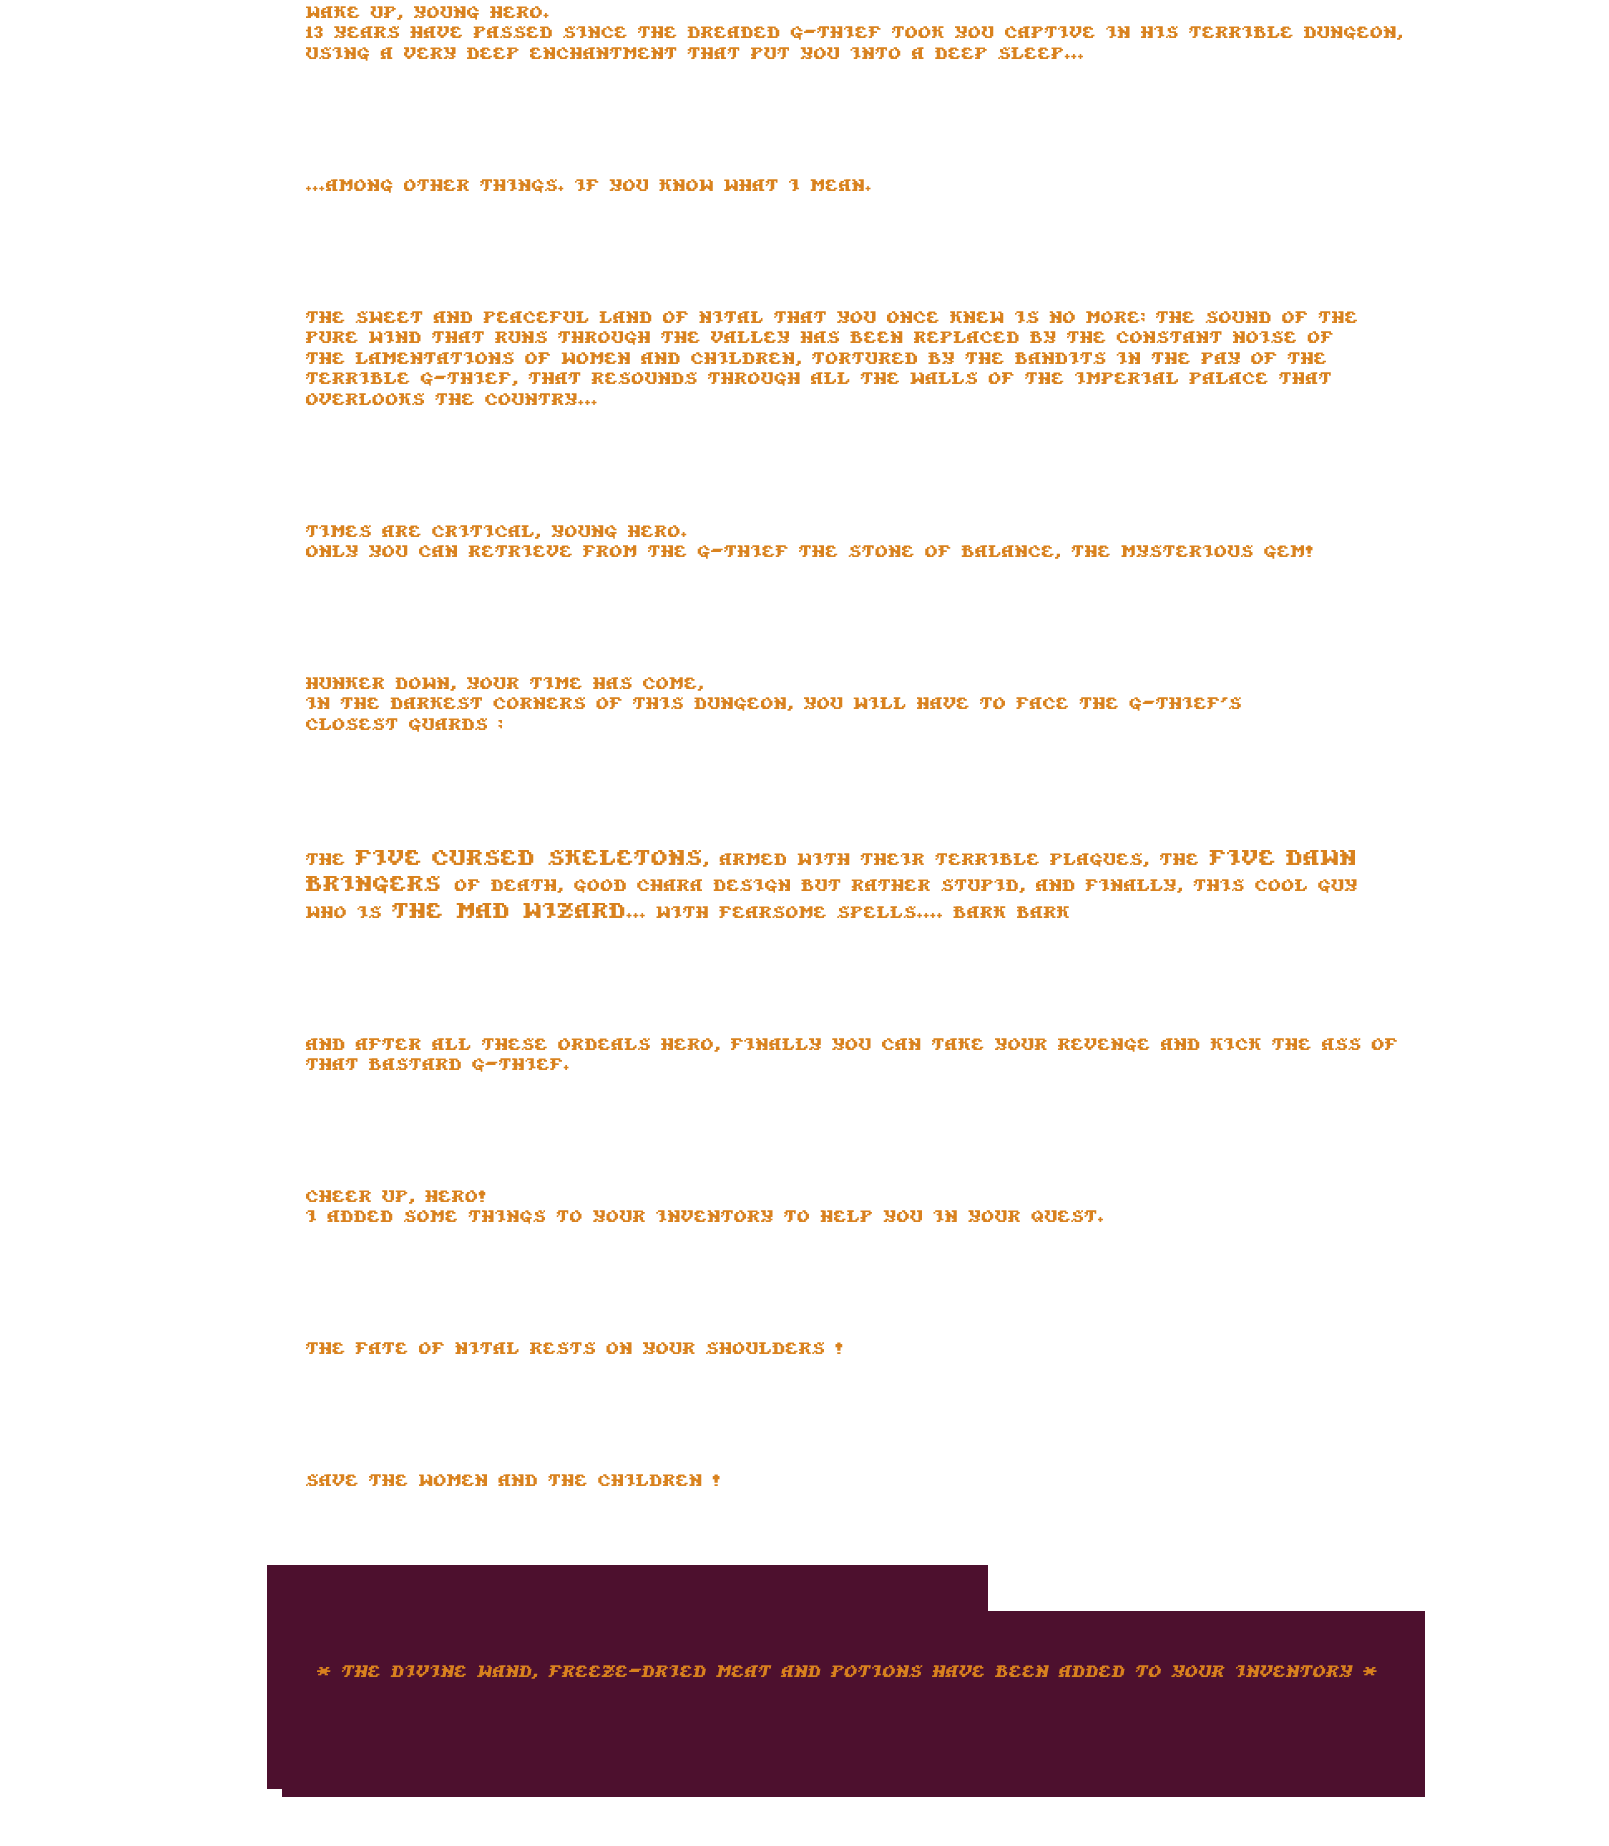 WAKE UP, YOUNG HERO.
13 YEARS HAVE PASSED SINCE THE DREADED G-THIEF TOOK YOU CAPTIVE IN HIS TERRIBLE DUNGEON,
USING A VERY DEEP ENCHANTMENT THAT PUT YOU INTO A DEEP SLEEP...
...AMONG OTHER THINGS. IF YOU KNOW WHAT I MEAN.
THE SWEET AND PEACEFUL LAND OF NITAL THAT YOU ONCE KNEW IS NO MORE: THE SOUND OF THE
PURE WIND THAT RUNS THROUGH THE VALLEY HAS BEEN REPLACED BY THE CONSTANT NOISE OF
THE LAMENTATIONS OF WOMEN AND CHILDREN, TORTURED BY THE BANDITS IN THE PAY OF THE
TERRIBLE G-THIEF, THAT RESOUNDS THROUGH ALL THE WALLS OF THE IMPERIAL PALACE THAT
OVERLOOKS THE COUNTRY...
TIMES ARE CRITICAL, YOUNG HERO.
ONLY YOU CAN RETRIEVE FROM THE G-THIEF THE STONE OF BALANCE, THE MYSTERIOUS GEM!
HUNKER DOWN, YOUR TIME HAS COME,
IN THE DARKEST CORNERS OF THIS DUNGEON, YOU WILL HAVE TO FACE THE G-THIEF'S
CLOSEST GUARDS :
THE FIVE CURSED SKELETONS, ARMED WITH THEIR TERRIBLE PLAGUES, THE FIVE DAWN
BRINGERS OF DEATH, GOOD CHARA DESIGN BUT RATHER STUPID, AND FINALLY, THIS COOL GUY
WHO IS THE MAD WIZARD... WITH FEARSOME SPELLS.... BARK BARK
AND AFTER ALL THESE ORDEALS HERO, FINALLY YOU CAN TAKE YOUR REVENGE AND KICK THE ASS OF
THAT BASTARD G-THIEF.
CHEER UP, HERO!
I ADDED SOME THINGS TO YOUR INVENTORY TO HELP YOU IN YOUR QUEST.
THE FATE OF NITAL RESTS ON YOUR SHOULDERS !
SAVE THE WOMEN AND THE CHILDREN !
* THE DIVINE WAND, FREEZE-DRIED MEAT AND POTIONS HAVE BEEN ADDED TO YOUR INVENTORY *